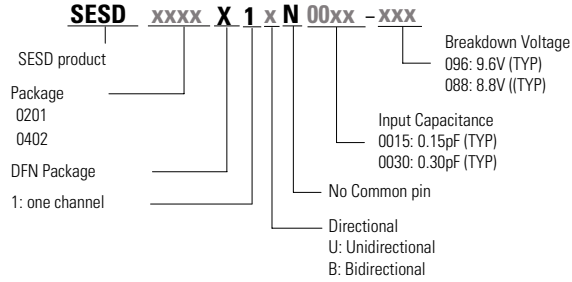 SESD xxxx X 1 x N 00xx – xxx
SESD product
Package
0201
0402
DFN Package
1: one channel
Breakdown Voltage
096: 9.6V (TYP)
088: 8.8V ((TYP)
Input Capacitance
0015: 0.15pF (TYP)
0030: 0.30pF (TYP)
No Common pin
Directional
U: Unidirectional
B: Bidirectional